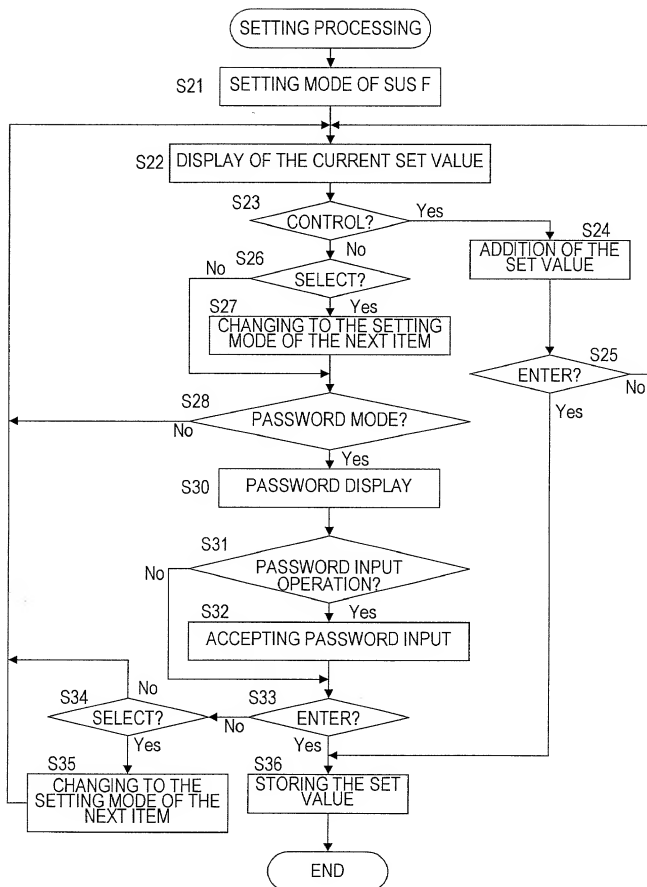 SETTING PROCESSING
S21
SETTING MODE OF SUS F
S22
DISPLAY OF THE CURRENT SET VALUE
S23
CONTROL?
Yes
No
S24
ADDITION OF THE
SET VALUE
S26
SELECT?
No
Yes
S27
CHANGING TO THE SETTING
MODE OF THE NEXT ITEM
S25
ENTER?
No
Yes
S28
PASSWORD MODE?
No
Yes
S30
PASSWORD DISPLAY
S31
PASSWORD INPUT
OPERATION?
No
Yes
S32
ACCEPTING PASSWORD INPUT
S33
ENTER?
No
Yes
S34
SELECT?
No
Yes
S35
CHANGING TO THE
SETTING MODE OF THE
NEXT ITEM
S36
STORING THE SET
VALUE
END